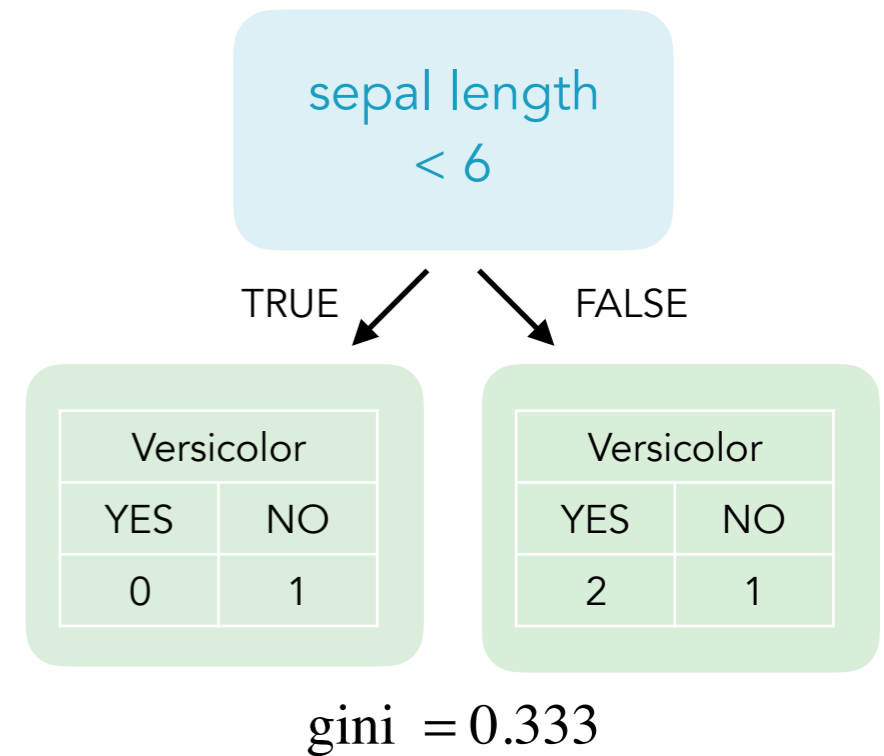 sepal length
< 6
TRUE FALSE
Versicolor Versicolor
YES NO YES NO
0 1 2 1
gini = 0.333